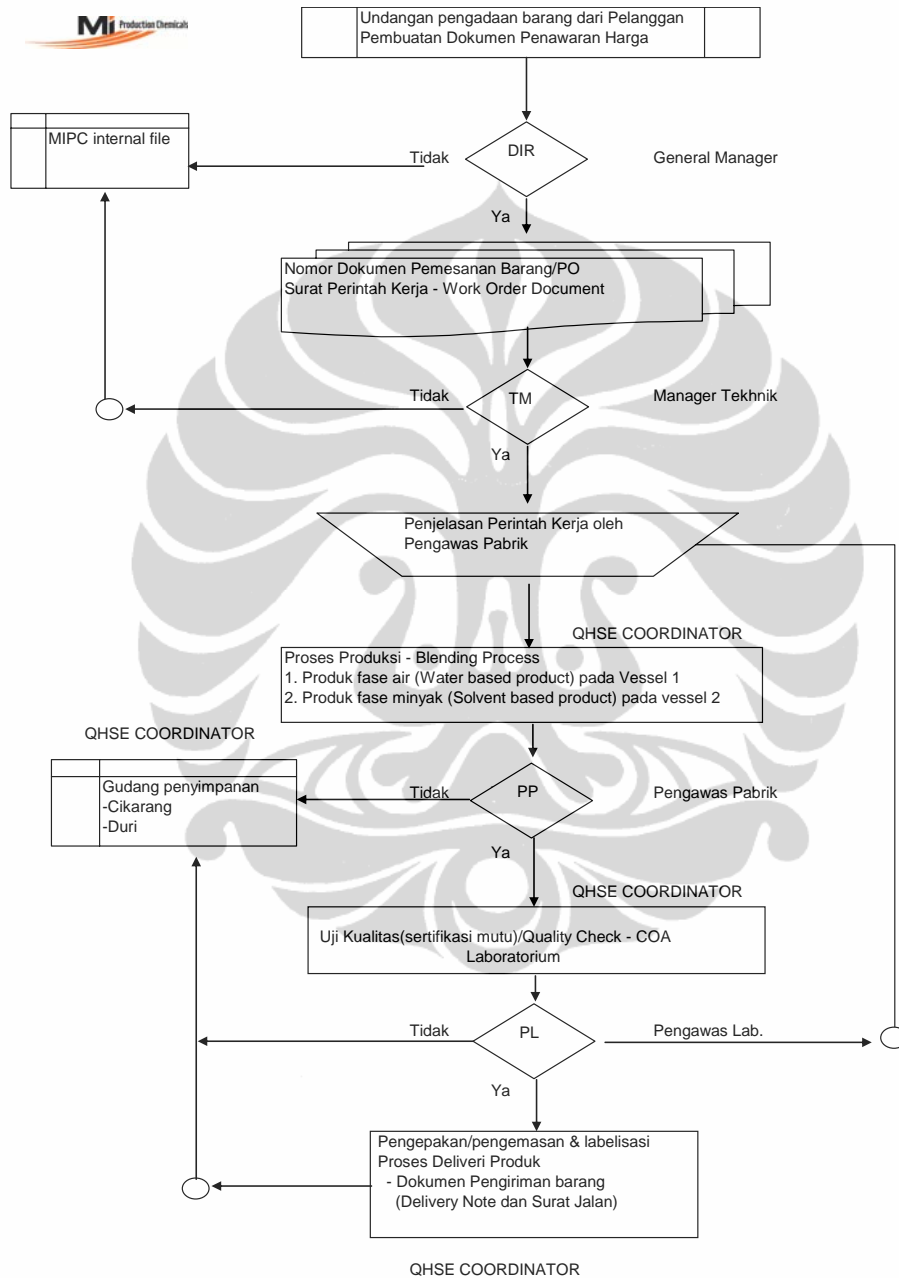 Mi Production Chemicals
Undangan pengadaan barang dari Pelanggan
Pembuatan Dokumen Penawaran Harga
MIPC internal file
Tidak
DIR
General Manager
Ya
Nomor Dokumen Pemesanan Barang/PO
Surat Perintah Kerja - Work Order Document
Tidak
TM
Manager Tekhnik
Ya
Penjelasan Perintah Kerja oleh
Pengawas Pabrik
QHSE COORDINATOR
Proses Produksi - Blending Process
1. Produk fase air (Water based product) pada Vessel 1
2. Produk fase minyak (Solvent based product) pada vessel 2
QHSE COORDINATOR
Gudang penyimpanan
-Cikarang
-Duri
Tidak
PP
Pengawas Pabrik
Ya
QHSE COORDINATOR
Uji Kualitas(sertifikasi mutu)/Quality Check - COA
Laboratorium
Tidak
PL
Pengawas Lab.
Ya
Pengepakan/pengemasan & labelisasi
Proses Deliveri Produk
- Dokumen Pengiriman barang
(Delivery Note dan Surat Jalan)
QHSE COORDINATOR